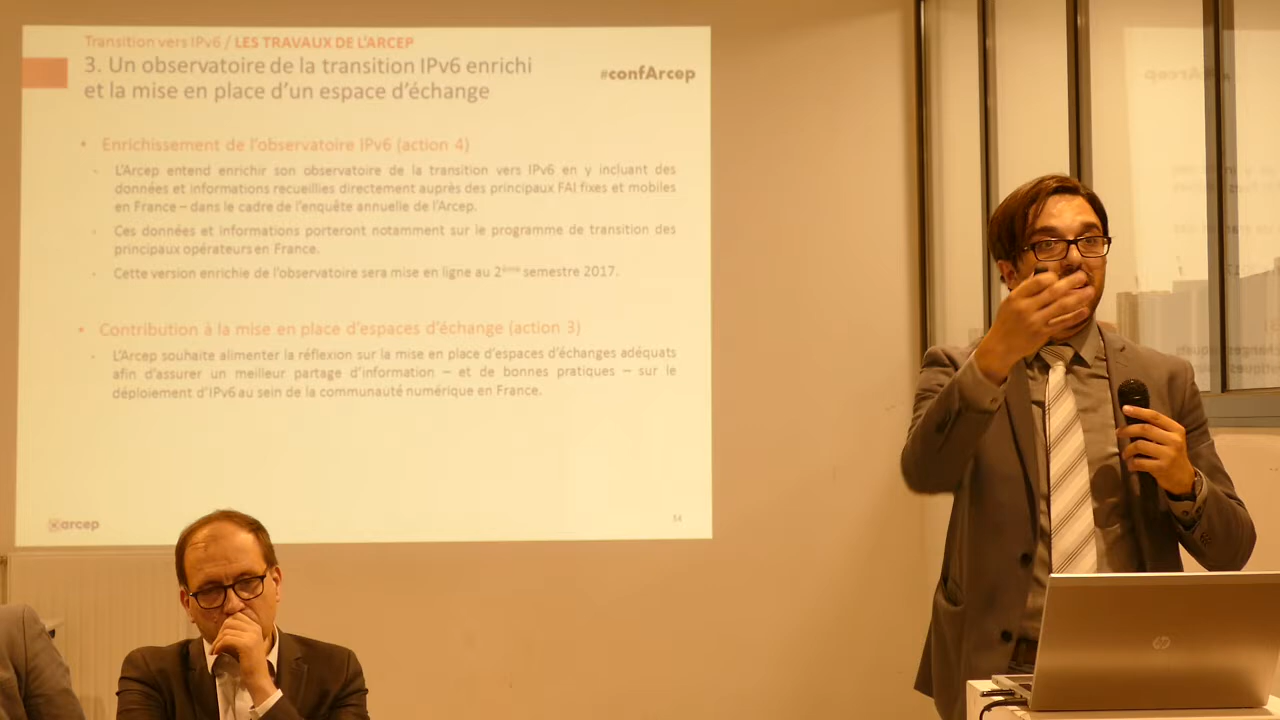 Transition vers IPv6 / LES TRAVAUX DE L'ARCEP
3. Un observatoire de la transition IPv6 enrichi
et la mise en place d'un espace d'échange
#confArcep
• Enrichissement de l'observatoire IPv6 (action 4)
- L'Arcep entend enrichir son observatoire de la transition vers IPv6 en y incluant des
données et informations recueillies directement auprès des principaux FAI fixes et mobiles
en France – dans le cadre de l'enquête annuelle de l'Arcep.
- Ces données et informations porteront notamment sur le programme de transition des
principaux opérateurs en France.
- Cette version enrichie de l'observatoire sera mise en ligne au 2ème semestre 2017.
• Contribution à la mise en place d'espaces d'échange (action 3)
- L'Arcep souhaite alimenter la réflexion sur la mise en place d'espaces d'échanges adéquats
afin d'assurer un meilleur partage d'information – et de bonnes pratiques – sur le
déploiement d'IPv6 au sein de la communauté numérique en France.
arcep
14
hp